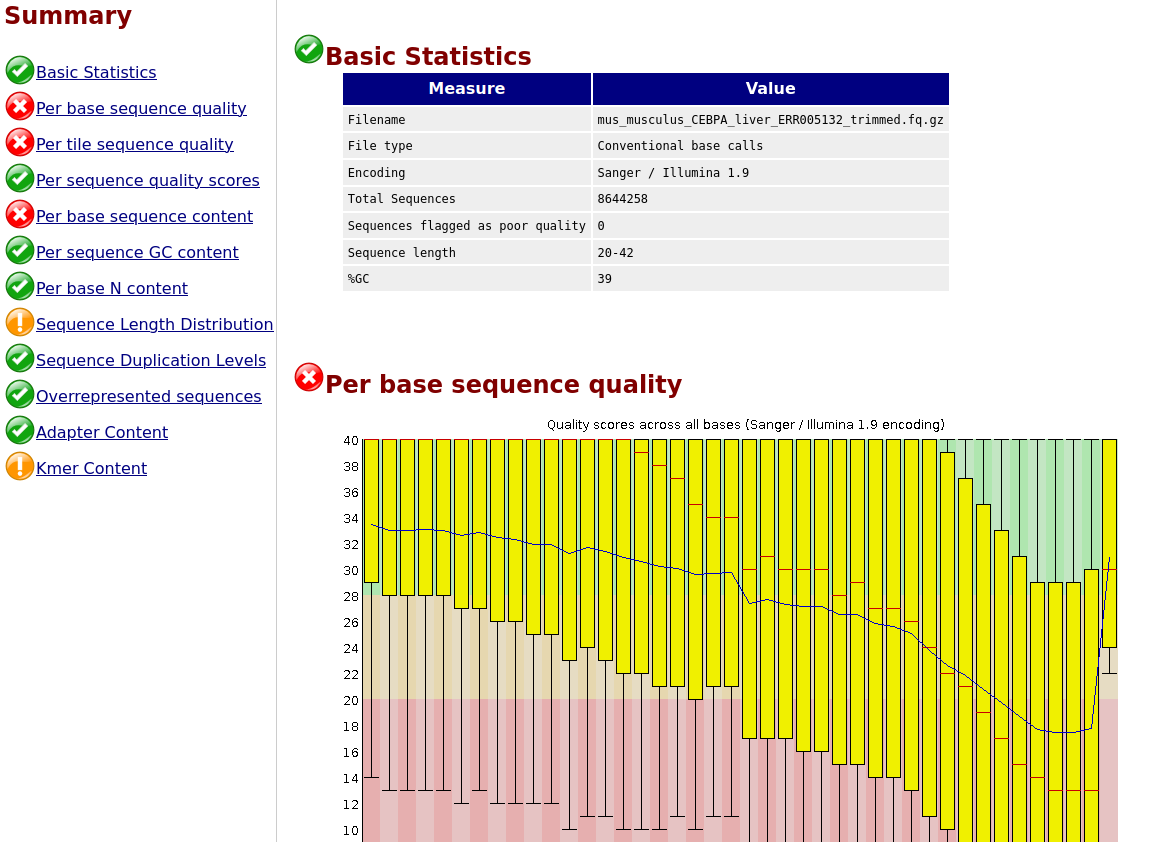 Summary
Basic Statistics
Per base sequence quality
Per tile sequence quality
Per sequence quality scores
Per base sequence content
Per sequence GC content
Per base N content
Sequence Length Distribution
Sequence Duplication Levels
Overrepresented sequences
Adapter Content
Kmer Content
Basic Statistics
Measure Value
Filename mus_musculus_CEBPA_liver_ERR005132_trimmed.fq.gz
File type Conventional base calls
Encoding Sanger / Illumina 1.9
Total Sequences 8644258
Sequences flagged as poor quality 0
Sequence length 20-42
%GC 39
Per base sequence quality
Quality scores across all bases (Sanger / Illumina 1.9 encoding)
40
38
36
34
32
30
28
26
24
22
20
18
16
14
12
10